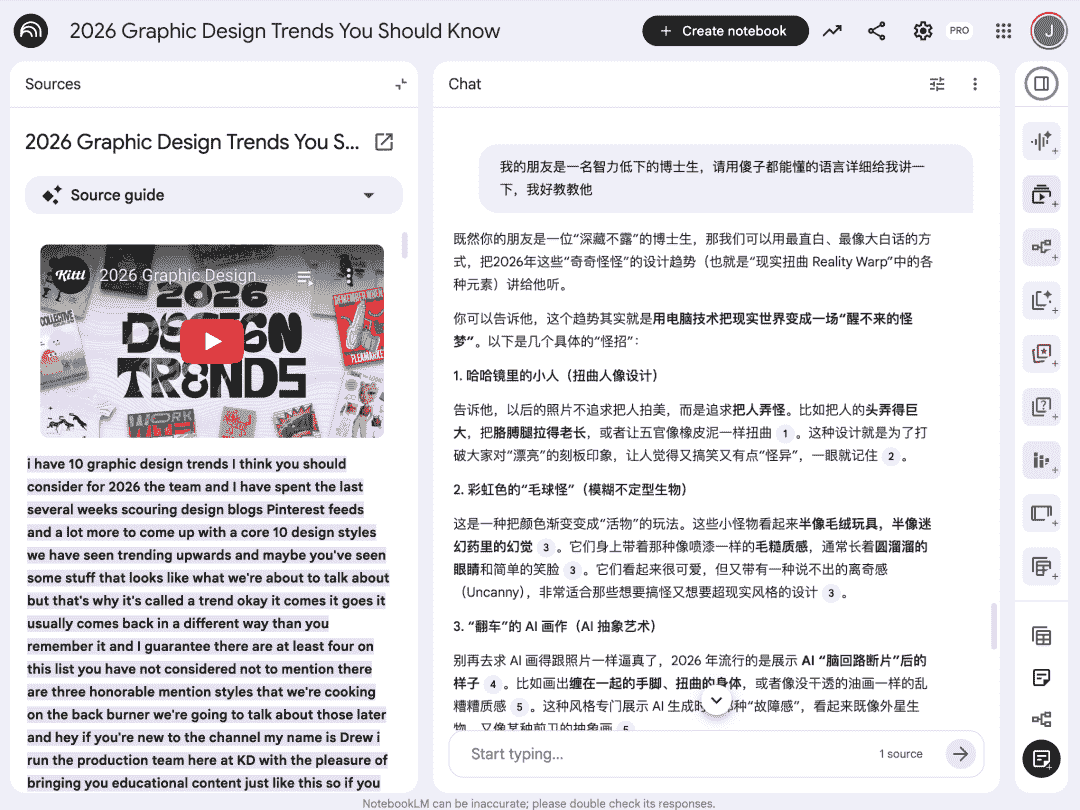 2026 Graphic Design Trends You Should Know
Create notebook
PRO
J
Sources
2026 Graphic Design Trends You S...
Source guide
Kittl
2026 Graphic Design...
2026
DESIGN
TRENDS
COLLECTIVE
REMEMBER WHEN
FLEAMARKET
WORK
i have 10 graphic design trends I think you should
consider for 2026 the team and I have spent the last
several weeks scouring design blogs Pinterest feeds
and a lot more to come up with a core 10 design styles
we have seen trending upwards and maybe you've seen
some stuff that looks like what we're about to talk about
but that's why it's called a trend okay it comes it goes it
usually comes back in a different way than you
remember it and I guarantee there are at least four on
this list you have not considered not to mention there
are three honorable mention styles that we're cooking
on the back burner we're going to talk about those later
and hey if you're new to the channel my name is Drew i
run the production team here at KD with the pleasure of
bringing you educational content just like this so if you
Chat
我的朋友是一名智力低下的博士生，请用傻子都能懂的语言详细给我讲一
下，我好教教他
既然你的朋友是一位“深藏不露”的博士生，那我们可以用最直白、最像大白话的方
式，把2026年这些“奇奇怪怪”的设计趋势（也就是“现实扭曲 Reality Warp”中的各
种元素）讲给他听。
你可以告诉他，这个趋势其实就是用电脑技术把现实世界变成一场“醒不来的怪
梦”。以下是几个具体的“怪招”：
1. 哈哈镜里的小人（扭曲人像设计）
告诉他，以后的照片不追求把人拍美，而是追求把人弄怪。比如把人的头弄得巨
大，把胳膊腿拉得老长，或者让五官像橡皮泥一样扭曲 1 。这种设计就是为了打
破大家对“漂亮”的刻板印象，让人觉得又搞笑又有点“怪异”，一眼就记住 2 。
2. 彩虹色的“毛球怪”（模糊不定型生物）
这是一种把颜色渐变变成“活物”的玩法。这些小怪物看起来半像毛绒玩具，半像迷
幻药里的幻觉 3 。它们身上带着那种像喷漆一样的毛糙质感，通常长着圆溜溜的
眼睛和简单的笑脸 3 。它们看起来很可爱，但又带有一种说不出的离奇感
（Uncanny），非常适合那些想要搞怪又想要超现实风格的设计 3 。
3. “翻车”的 AI 画作（AI 抽象艺术）
别再去求 AI 画得跟照片一样逼真了，2026 年流行的是展示 AI “脑回路断片”后的
样子 4 。比如画出缠在一起的手脚、扭曲的身体，或者像没干透的油画一样的乱
糟糟质感 5 。这种风格专门展示 AI 生成时的那种“故障感”，看起来既像外星生
物，又像某种前卫的抽象画 5
Start typing...
1 source
NotebookLM can be inaccurate; please double check its responses.